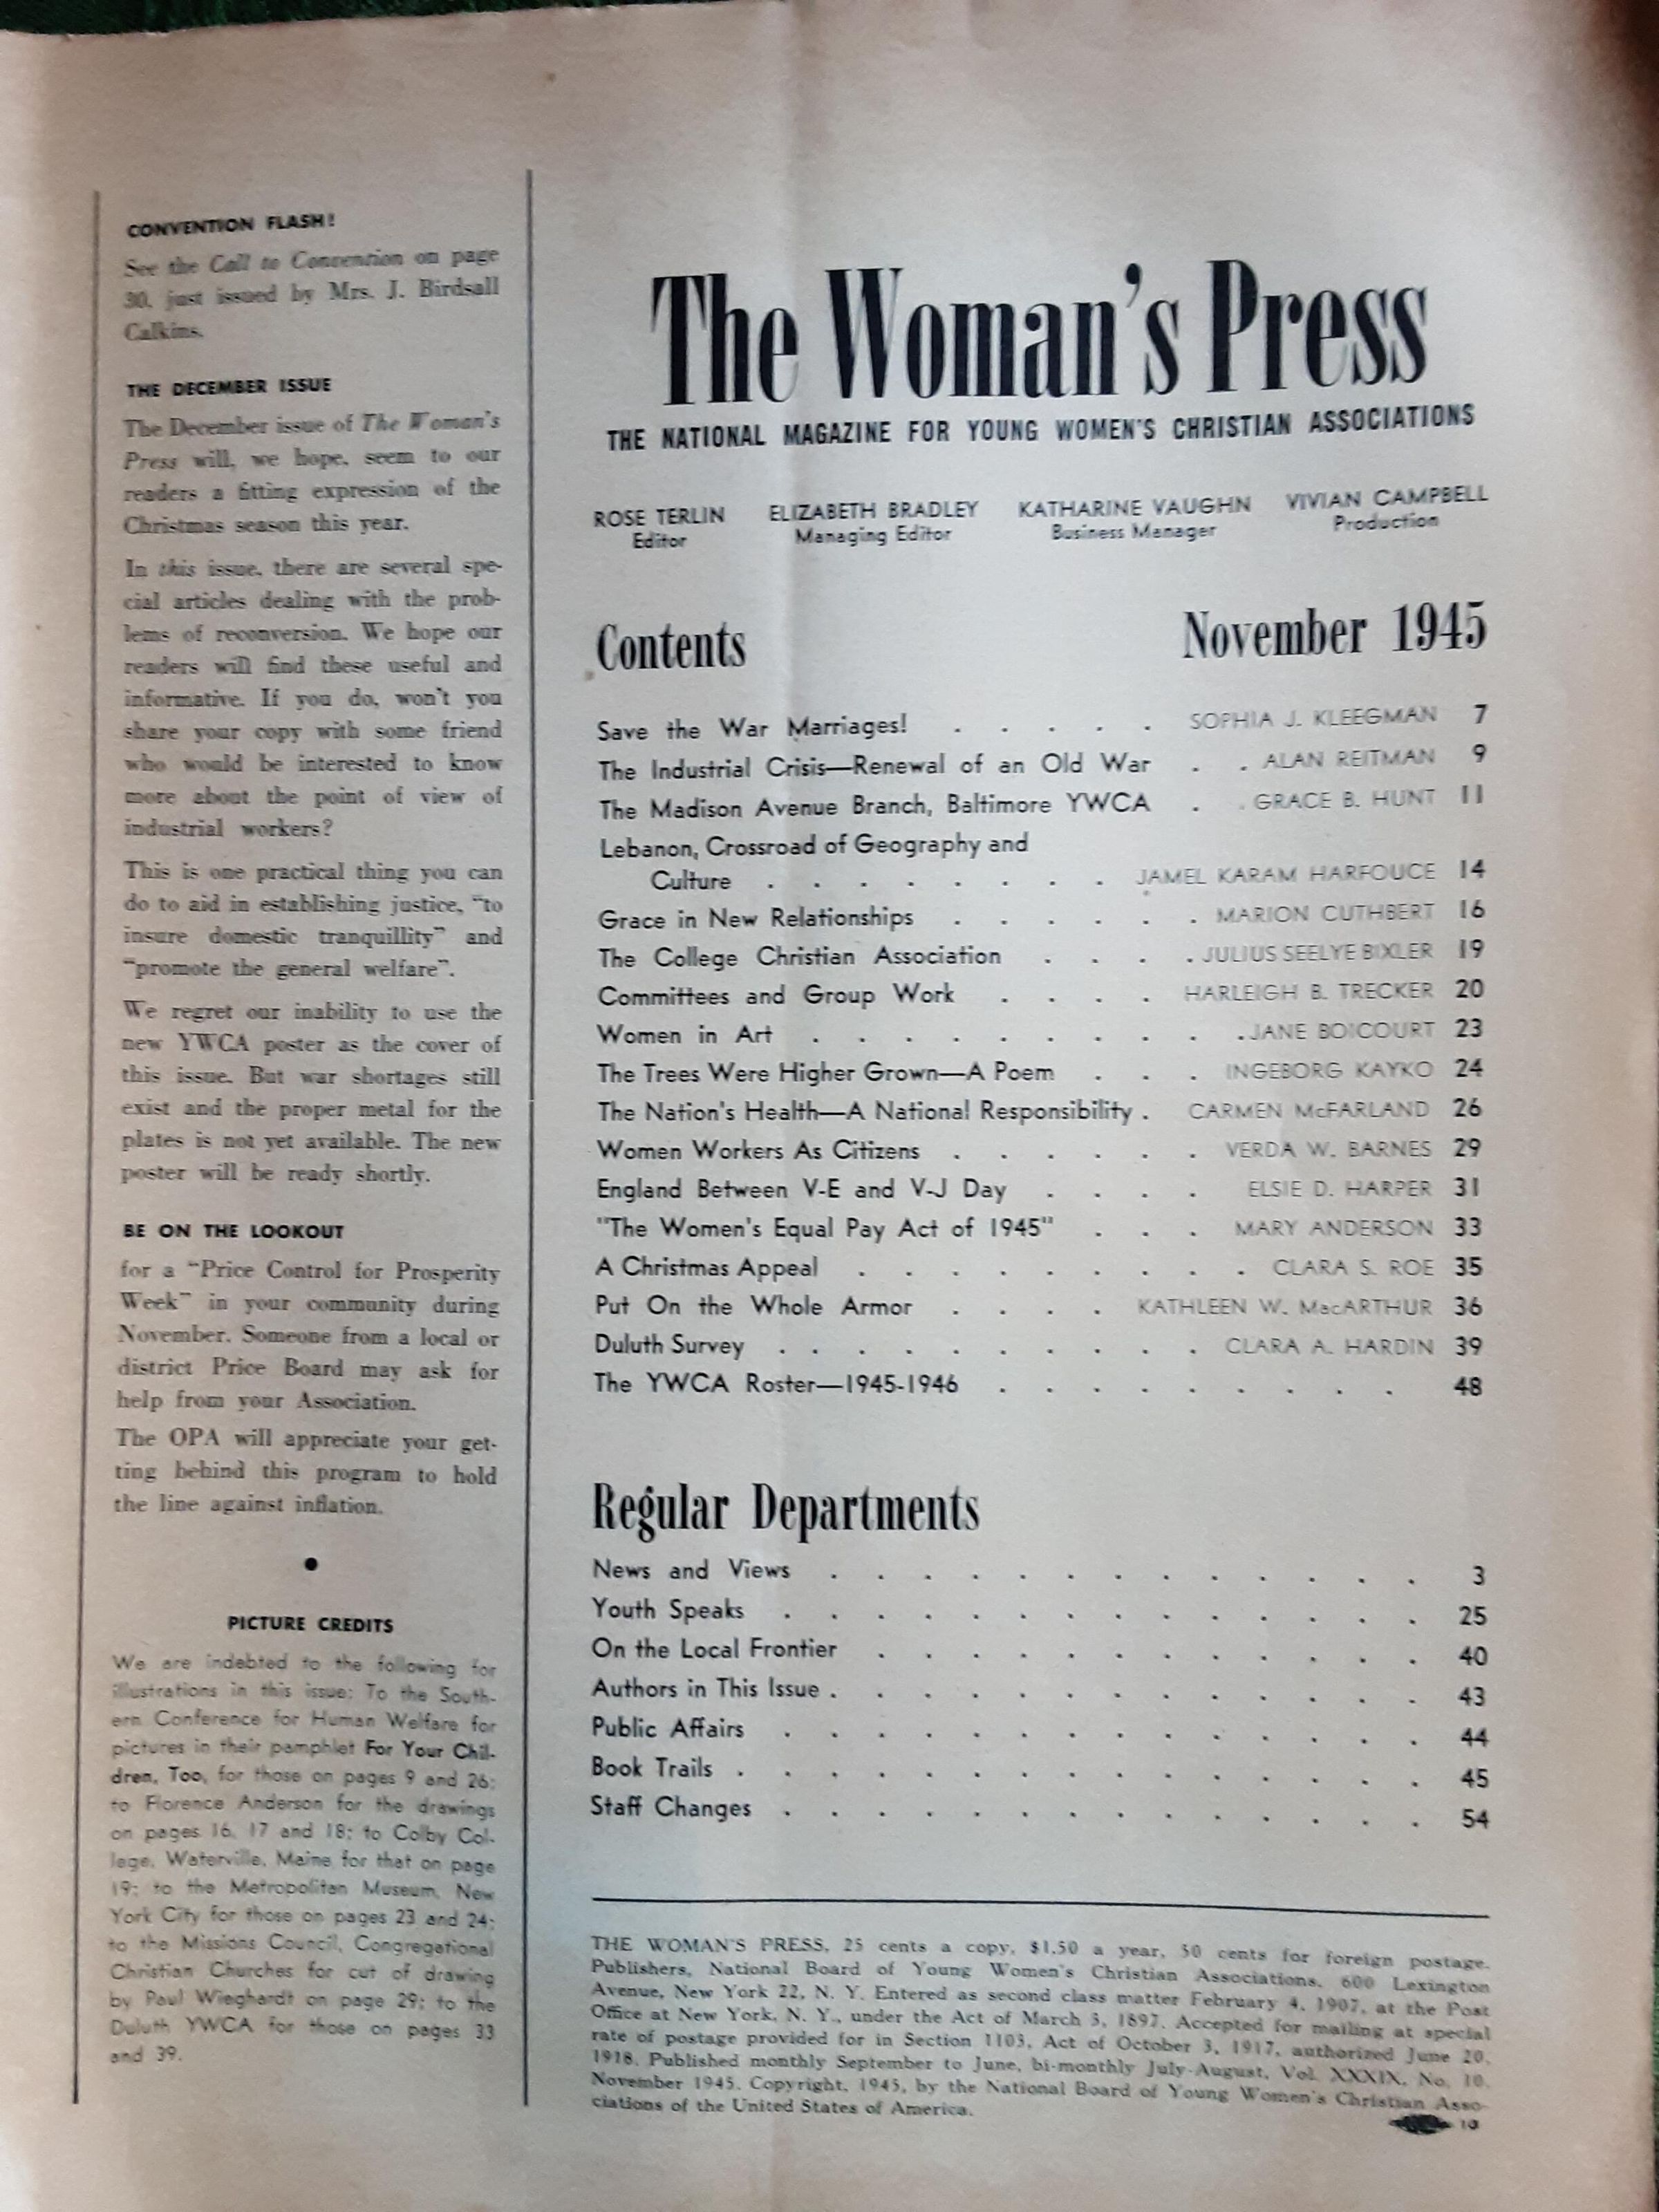 CONVENTION FLASH!
See the Call to Convention on page
30, just issued by Mrs. J. Birdsall
Calkins.
THE DECEMBER ISSUE
The December issue of The Woman's
Press will, we hope, seem to our
readers a fitting expression of the
Christmas season this year.
In this issue, there are several spe-
cial articles dealing with the prob-
lems of reconversion. We hope our
readers will find these useful and
informative. If you do, won't you
share your copy with some friend
who would be interested to know
more about the point of view of
industrial workers?
This is one practical thing you can
do to aid in establishing justice, "to
insure domestic tranquillity" and
"promote the general welfare".
We regret our inability to use the
new YWCA poster as the cover of
this issue. But war shortages still
exist and the proper metal for the
plates is not yet available. The new
poster will be ready shortly.
BE ON THE LOOKOUT
for a "Price Control for Prosperity
Week" in your community during
November. Someone from a local or
district Price Board may ask for
help from your Association.
The OPA will appreciate your get-
ting behind this program to hold
the line against inflation.
PICTURE CREDITS
We are indebted to the following for
illustrations in this issue: To the South-
ern Conference for Human Welfare for
pictures in their pamphlet For Your Chil-
dren, Too, for those on pages 9 and 26;
to Florence Anderson for the drawings
on pages 16, 17 and 18; to Colby Col-
lege, Waterville, Maine for that on page
19; to the Metropolitan Museum, New
York City for those on pages 23 and 24;
to the Missions Council, Congregational
Christian Churches for cut of drawing
by Paul Wieghardt on page 29; to the
Duluth YWCA for those on pages 33
and 39.
The Woman's Press
THE NATIONAL MAGAZINE FOR YOUNG WOMEN'S CHRISTIAN ASSOCIATIONS
ROSE TERLIN ELIZABETH BRADLEY KATHARINE VAUGHN VIVIAN CAMPBELL
Editor Managing Editor Business Manager Production
Contents November 1945
Save the War Marriages! . . . . . SOPHIA J. KLEEGMAN 7
The Industrial Crisis—Renewal of an Old War . . ALAN REITMAN 9
The Madison Avenue Branch, Baltimore YWCA . . GRACE B. HUNT 11
Lebanon, Crossroad of Geography and
Culture . . . . . . . . JAMEL KARAM HARFOUCE 14
Grace in New Relationships . . . . . . MARION CUTHBERT 16
The College Christian Association . . . . JULIUS SEELYE BIXLER 19
Committees and Group Work . . . . HARLEIGH B. TRECKER 20
Women in Art . . . . . . . . . . JANE BOICOURT 23
The Trees Were Higher Grown—A Poem . . . INGEBORG KAYKO 24
The Nation's Health—A National Responsibility . CARMEN McFARLAND 26
Women Workers As Citizens . . . . . . VERDA W. BARNES 29
England Between V-E and V-J Day . . . . ELSIE D. HARPER 31
"The Women's Equal Pay Act of 1945" . . . MARY ANDERSON 33
A Christmas Appeal . . . . . . . . . CLARA S. ROE 35
Put On the Whole Armor . . . . KATHLEEN W. MacARTHUR 36
Duluth Survey . . . . . . . . . . CLARA A. HARDIN 39
The YWCA Roster—1945-1946 . . . . . . . . . 48
Regular Departments
News and Views . . . . . . . . . . . . . 3
Youth Speaks . . . . . . . . . . . . . . 25
On the Local Frontier . . . . . . . . . . . . 40
Authors in This Issue . . . . . . . . . . . . . 43
Public Affairs . . . . . . . . . . . . . . 44
Book Trails . . . . . . . . . . . . . . . 45
Staff Changes . . . . . . . . . . . . . . 54
THE WOMAN'S PRESS, 25 cents a copy, $1.50 a year, 50 cents for foreign postage.
Publishers, National Board of Young Women's Christian Associations, 600 Lexington
Avenue, New York 22, N. Y. Entered as second class matter February 4, 1907, at the Post
Office at New York, N. Y., under the Act of March 3, 1897. Accepted for mailing at special
rate of postage provided for in Section 1103, Act of October 3, 1917, authorized June 20,
1918. Published monthly September to June, bi-monthly July-August, Vol. XXXIX, No. 10,
November 1945. Copyright, 1945, by the National Board of Young Women's Christian Asso-
ciations of the United States of America.
10